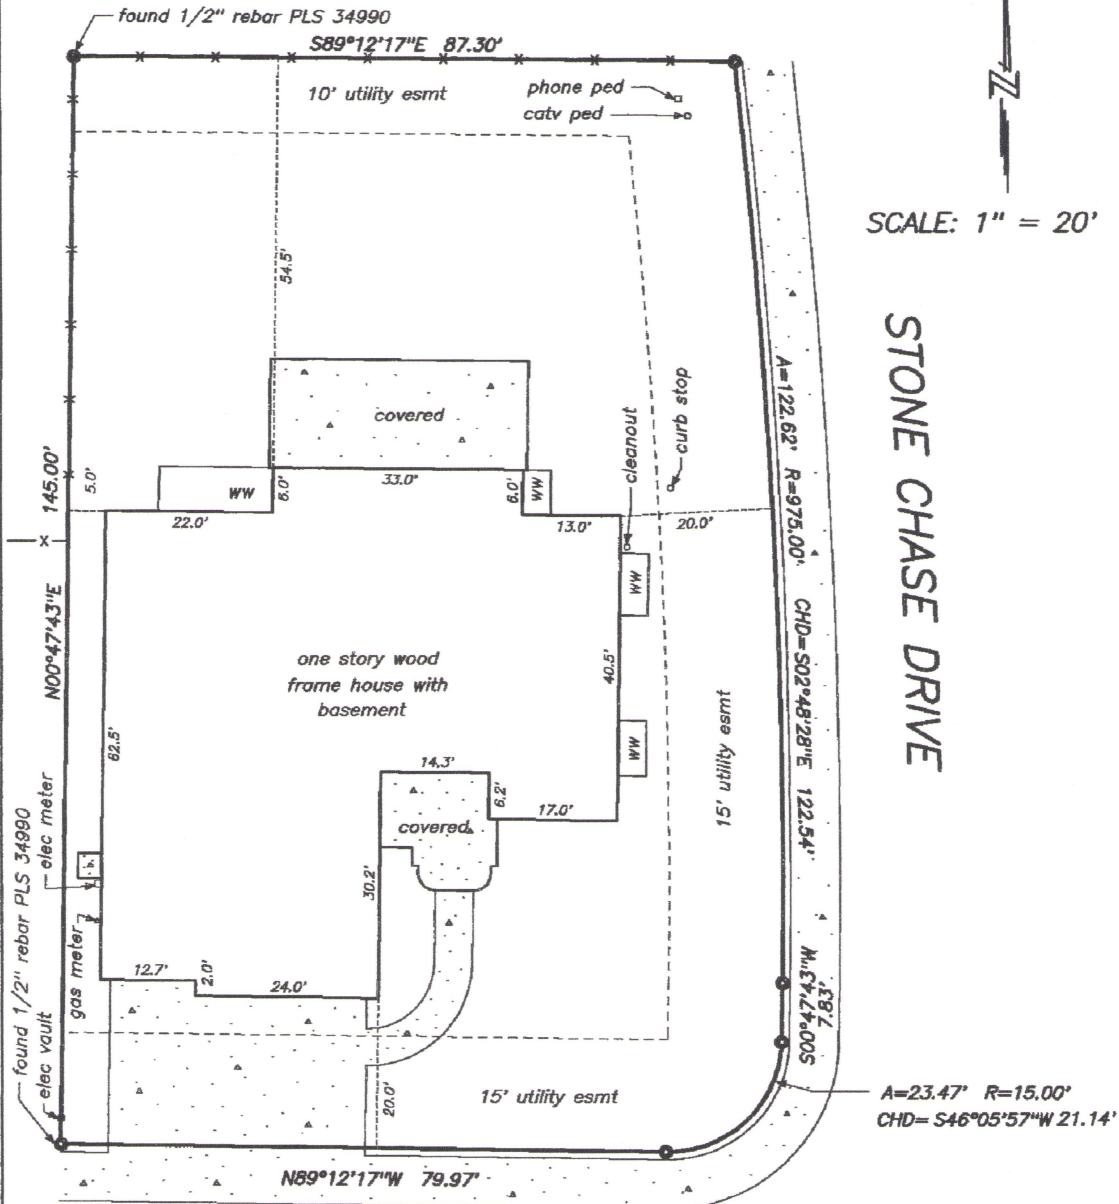 found 1/2" rebar PLS 34990
S89°12'17"E 87.30'
10' utility esmt
phone ped
catv ped
N
SCALE: 1" = 20'
STONE CHASE DRIVE
54.5'
covered
cleanout
curb stop
A=122.62' R=975.00' CHD=S02°48'28"E 122.54'
145.00'
5.0'
WW
6.0'
33.0'
6.0'
WW
22.0'
13.0'
20.0'
x
N00°47'43"E
WW
one story wood
frame house with
basement
40.5'
62.5'
WW
15' utility esmt
14.3'
6.2'
17.0'
covered
found 1/2" rebar PLS 34990
elec meter
30.2'
gas meter
elec vault
12.7'
2.0'
24.0'
S00°47'43"W
7.83'
20.0'
15' utility esmt
A=23.47' R=15.00'
CHD= S46°05'57"W 21.14'
N89°12'17"W 79.97'